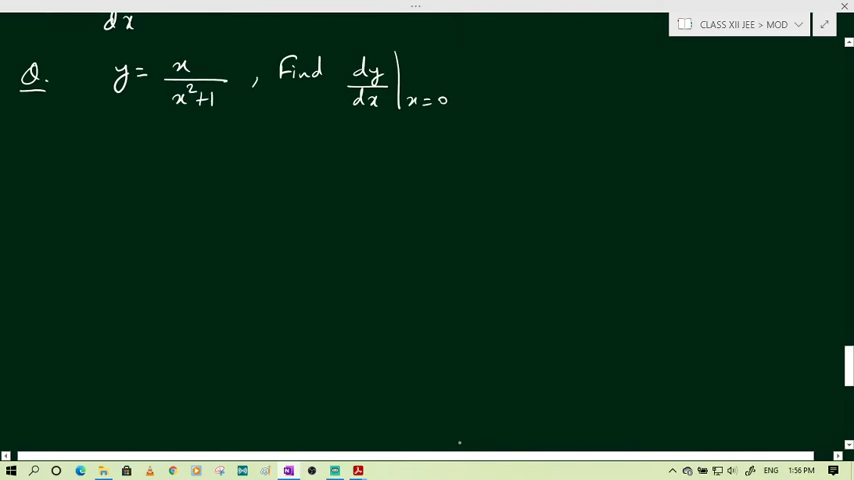 ...
dx
CLASS XII JEE > MOD
Q. y = x/(x²+1), Find dy/dx|x=0
ENG 1:56 PM